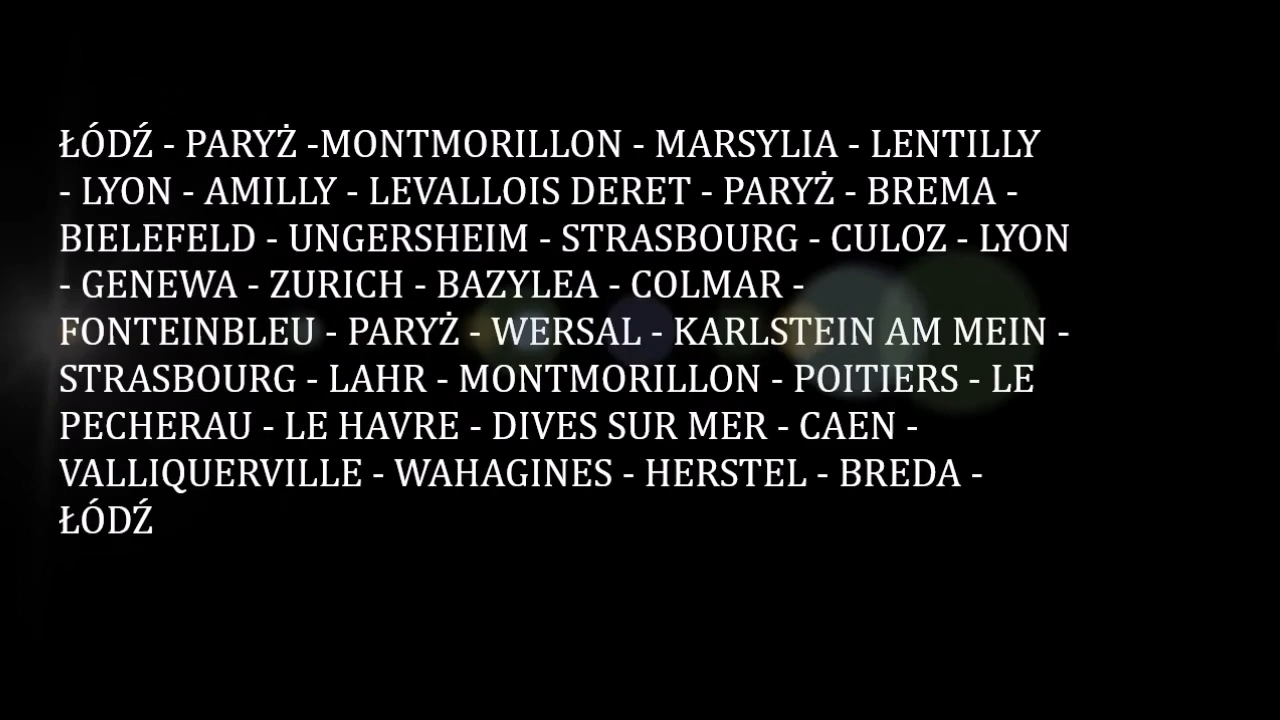 ŁÓDŹ - PARYŻ -MONTMORILLON - MARSYLIA - LENTILLY
- LYON - AMILLY - LEVALLOIS DERET - PARYŻ - BREMA -
BIELEFELD - UNGERSHEIM - STRASBOURG - CULOZ - LYON
- GENEWA - ZURICH - BAZYLEA - COLMAR -
FONTEINBLEU - PARYŻ - WERSAL - KARLSTEIN AM MEIN -
STRASBOURG - LAHR - MONTMORILLON - POITIERS - LE
PECHERAU - LE HAVRE - DIVES SUR MER - CAEN -
VALLIQUERVILLE - WAHAGINES - HERSTEL - BREDA -
ŁÓDŹ